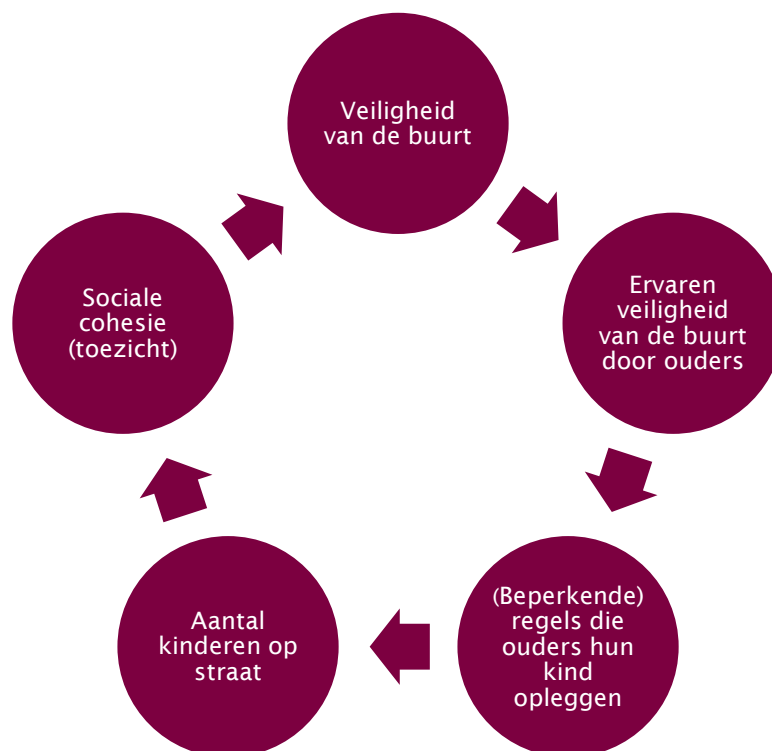 Veiligheid
van de buurt
Ervaren
veiligheid
van de buurt
door ouders
(Beperkende)
regels die
ouders hun
kind
opleggen
Aantal
kinderen op
straat
Sociale
cohesie
(toezicht)